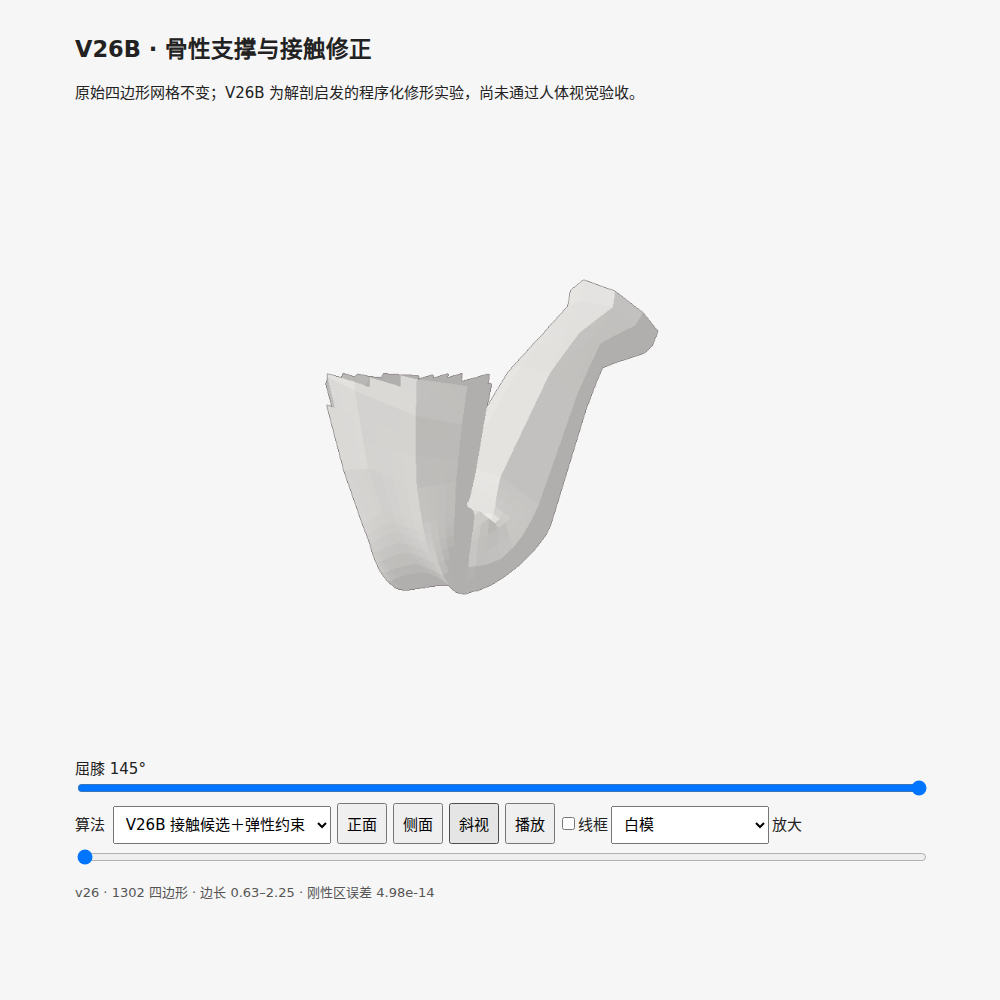 V26B · 骨性支撑与接触修正
原始四边形网格不变；V26B 为解剖启发的程序化修形实验，尚未通过人体视觉验收。
屈膝 145°
算法 V26B 接触候选＋弹性约束 正面 侧面 斜视 播放 线框 白模 放大
v26 · 1302 四边形 · 边长 0.63–2.25 · 刚性区误差 4.98e-14